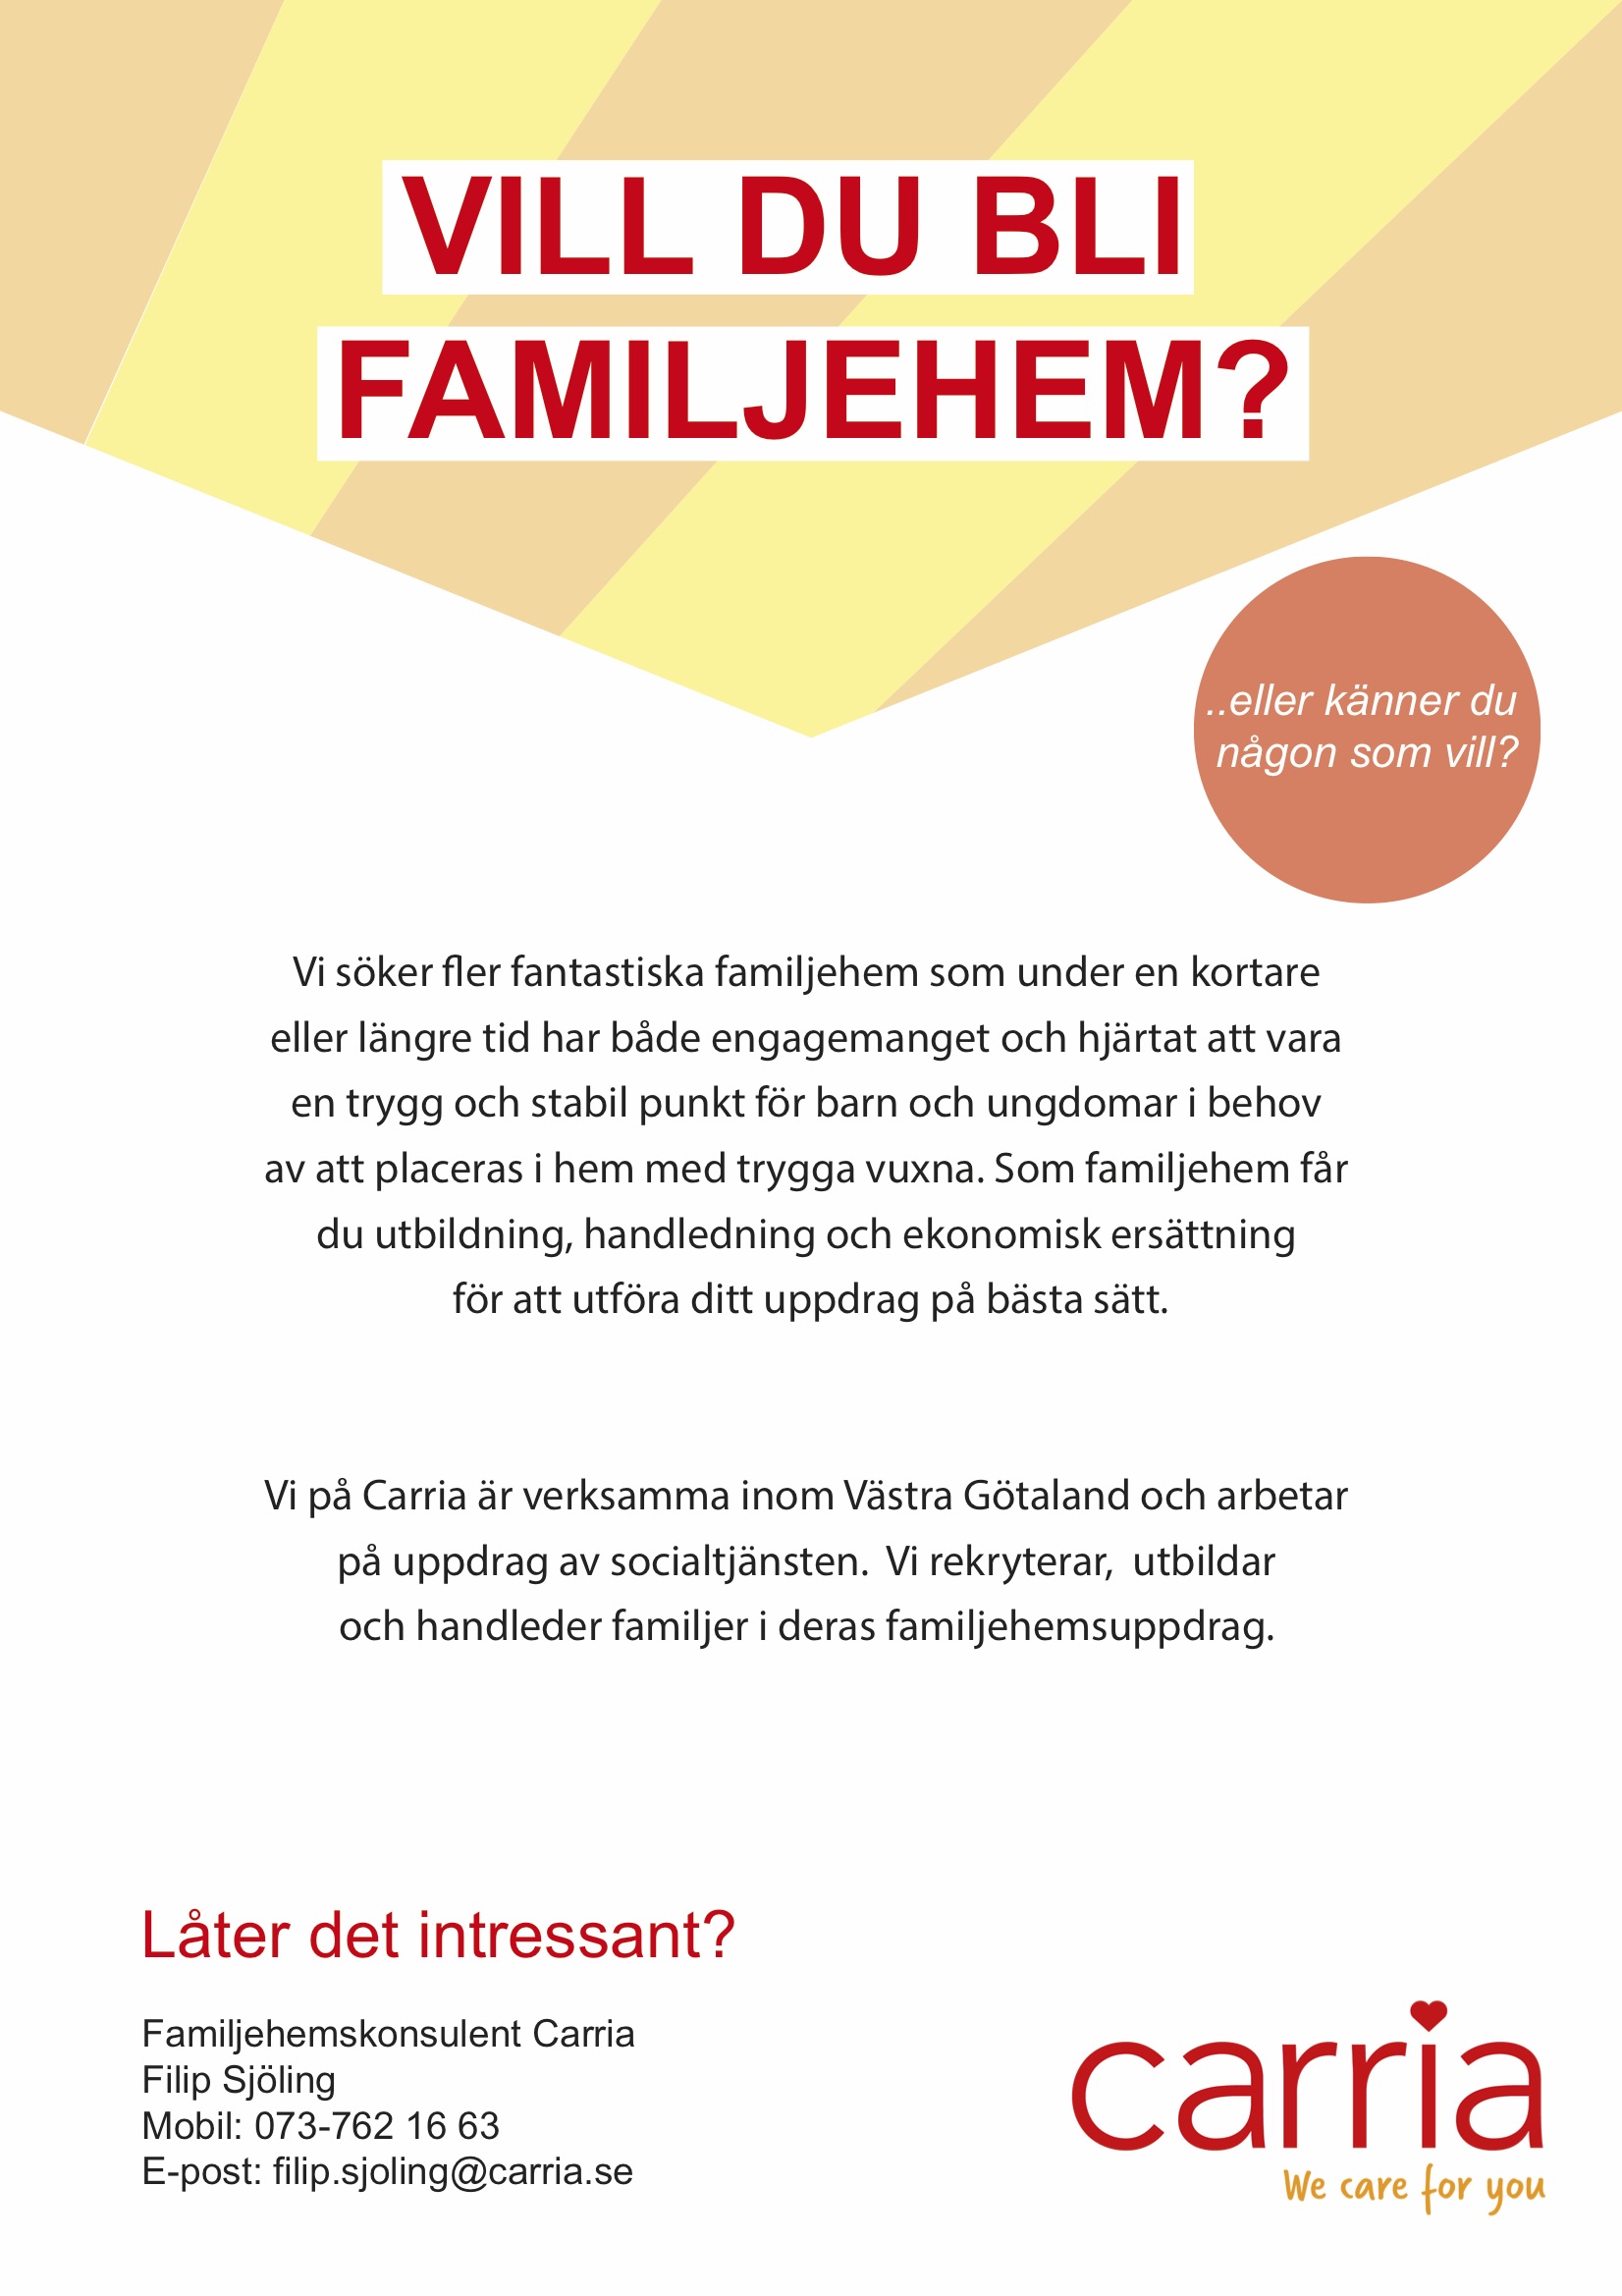 VILL DU BLI
FAMILJEHEM?
..eller känner du
någon som vill?
Vi söker fler fantastiska familjehem som under en kortare
eller längre tid har både engagemanget och hjärtat att vara
en trygg och stabil punkt för barn och ungdomar i behov
av att placeras i hem med trygga vuxna. Som familjehem får
du utbildning, handledning och ekonomisk ersättning
för att utföra ditt uppdrag på bästa sätt.
Vi på Carria är verksamma inom Västra Götaland och arbetar
på uppdrag av socialtjänsten.  Vi rekryterar,  utbildar
och handleder familjer i deras familjehemsuppdrag.
Låter det intressant?
Familjehemskonsulent Carria
Filip Sjöling
Mobil: 073-762 16 63
E-post: filip.sjoling@carria.se
carria
We care for you